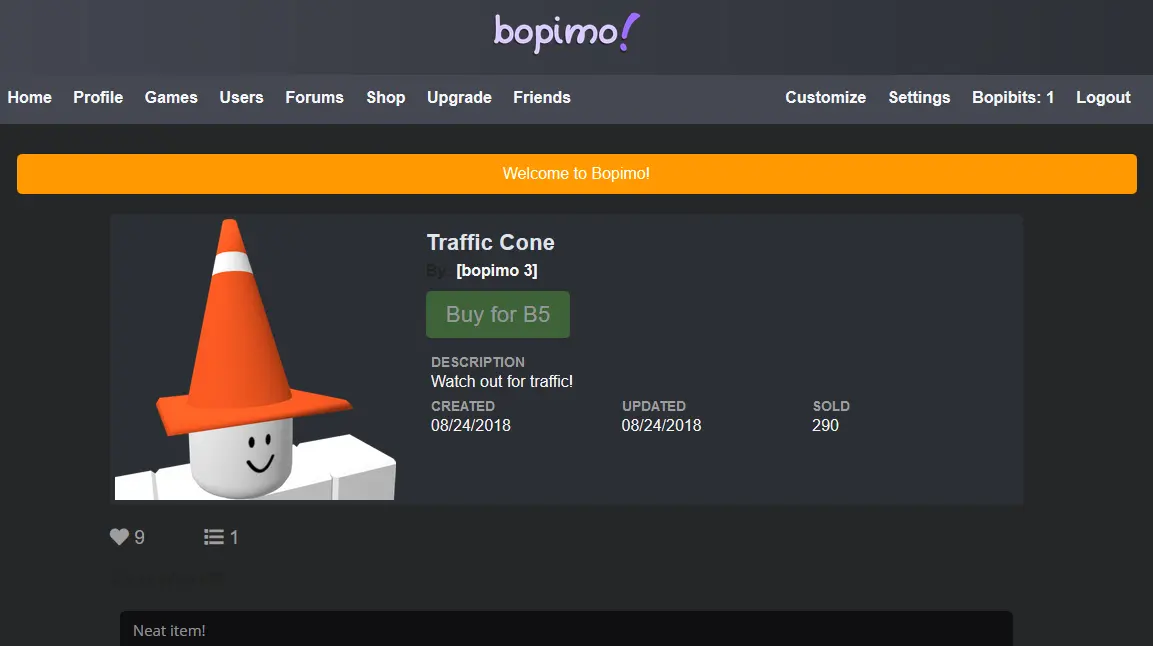 bopimo!
Home Profile Games Users Forums Shop Upgrade Friends Customize Settings Bopibits: 1 Logout
Welcome to Bopimo!
Traffic Cone
By [bopimo 3]
Buy for B5
DESCRIPTION
Watch out for traffic!
CREATED UPDATED SOLD
08/24/2018 08/24/2018 290
9 1
Neat item!